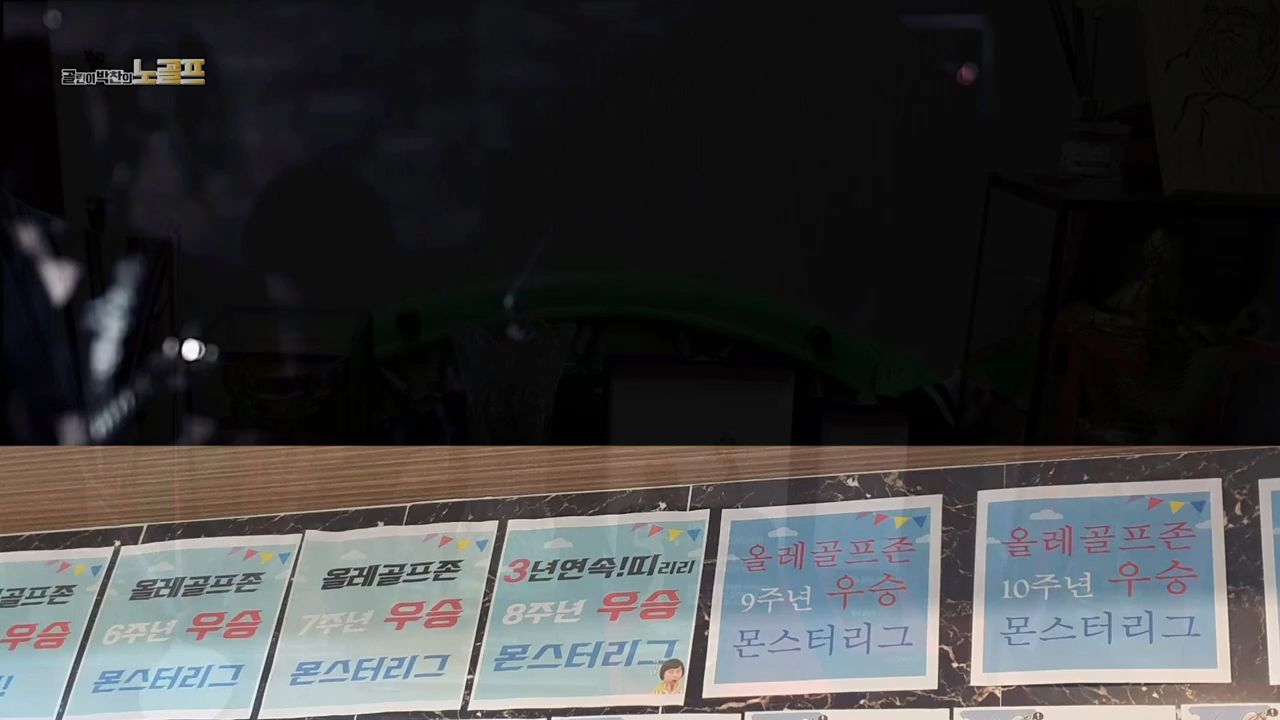 골킨이박찬의 노골프
골프존
우승
올레골프존
6주년 우승
몬스터리그
올레골프존
7주년 우승
몬스터리그
3년연속!띠리리
8주년 우승
몬스터리그
올레골프존
9주년 우승
몬스터리그
올레골프존
10주년 우승
몬스터리그